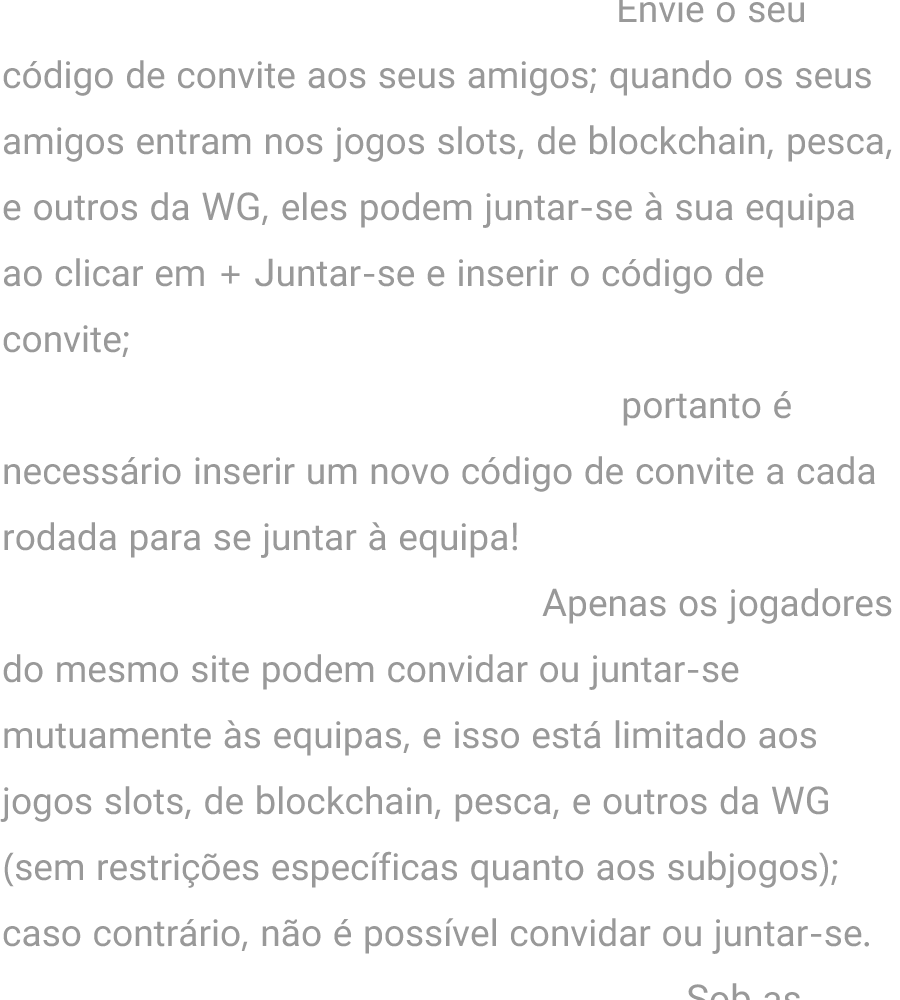 Envie o seu
código de convite aos seus amigos; quando os seus
amigos entram nos jogos slots, de blockchain, pesca,
e outros da WG, eles podem juntar-se à sua equipa
ao clicar em + Juntar-se e inserir o código de
convite;
portanto é
necessário inserir um novo código de convite a cada
rodada para se juntar à equipa!
Apenas os jogadores
do mesmo site podem convidar ou juntar-se
mutuamente às equipas, e isso está limitado aos
jogos slots, de blockchain, pesca, e outros da WG
(sem restrições específicas quanto aos subjogos);
caso contrário, não é possível convidar ou juntar-se.
Sob as